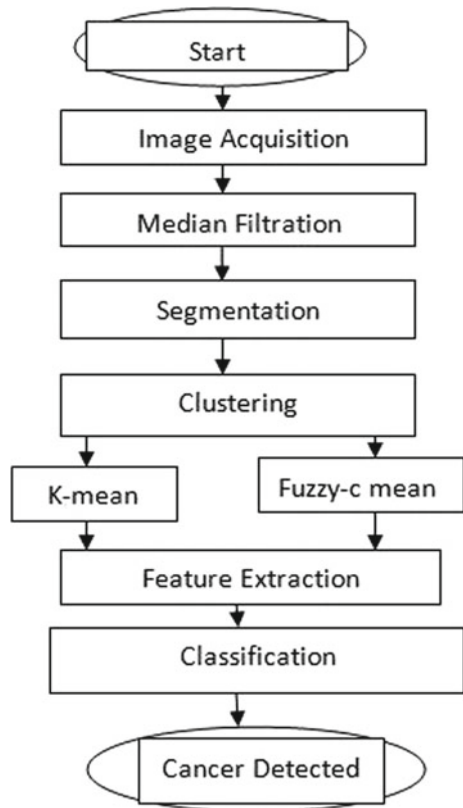 Start
Image Acquisition
Median Filtration
Segmentation
Clustering
K-mean
Fuzzy-c mean
Feature Extraction
Classification
Cancer Detected